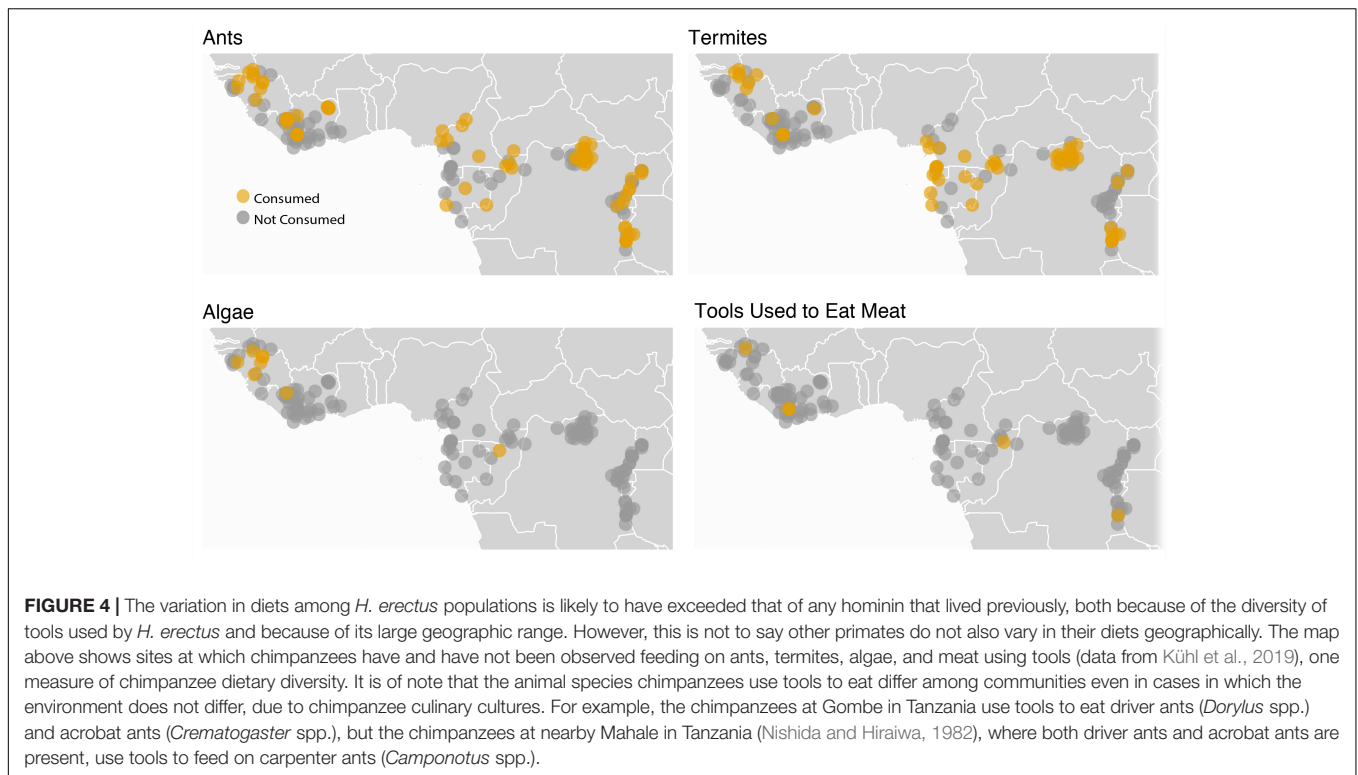 Ants
Termites
Consumed
Not Consumed
Algae
Tools Used to Eat Meat
FIGURE 4 | The variation in diets among H. erectus populations is likely to have exceeded that of any hominin that lived previously, both because of the diversity of
tools used by H. erectus and because of its large geographic range. However, this is not to say other primates do not also vary in their diets geographically. The map
above shows sites at which chimpanzees have and have not been observed feeding on ants, termites, algae, and meat using tools (data from Kühl et al., 2019), one
measure of chimpanzee dietary diversity. It is of note that the animal species chimpanzees use tools to eat differ among communities even in cases in which the
environment does not differ, due to chimpanzee culinary cultures. For example, the chimpanzees at Gombe in Tanzania use tools to eat driver ants (Dorylus spp.)
and acrobat ants (Crematogaster spp.), but the chimpanzees at nearby Mahale in Tanzania (Nishida and Hiraiwa, 1982), where both driver ants and acrobat ants are
present, use tools to feed on carpenter ants (Camponotus spp.).